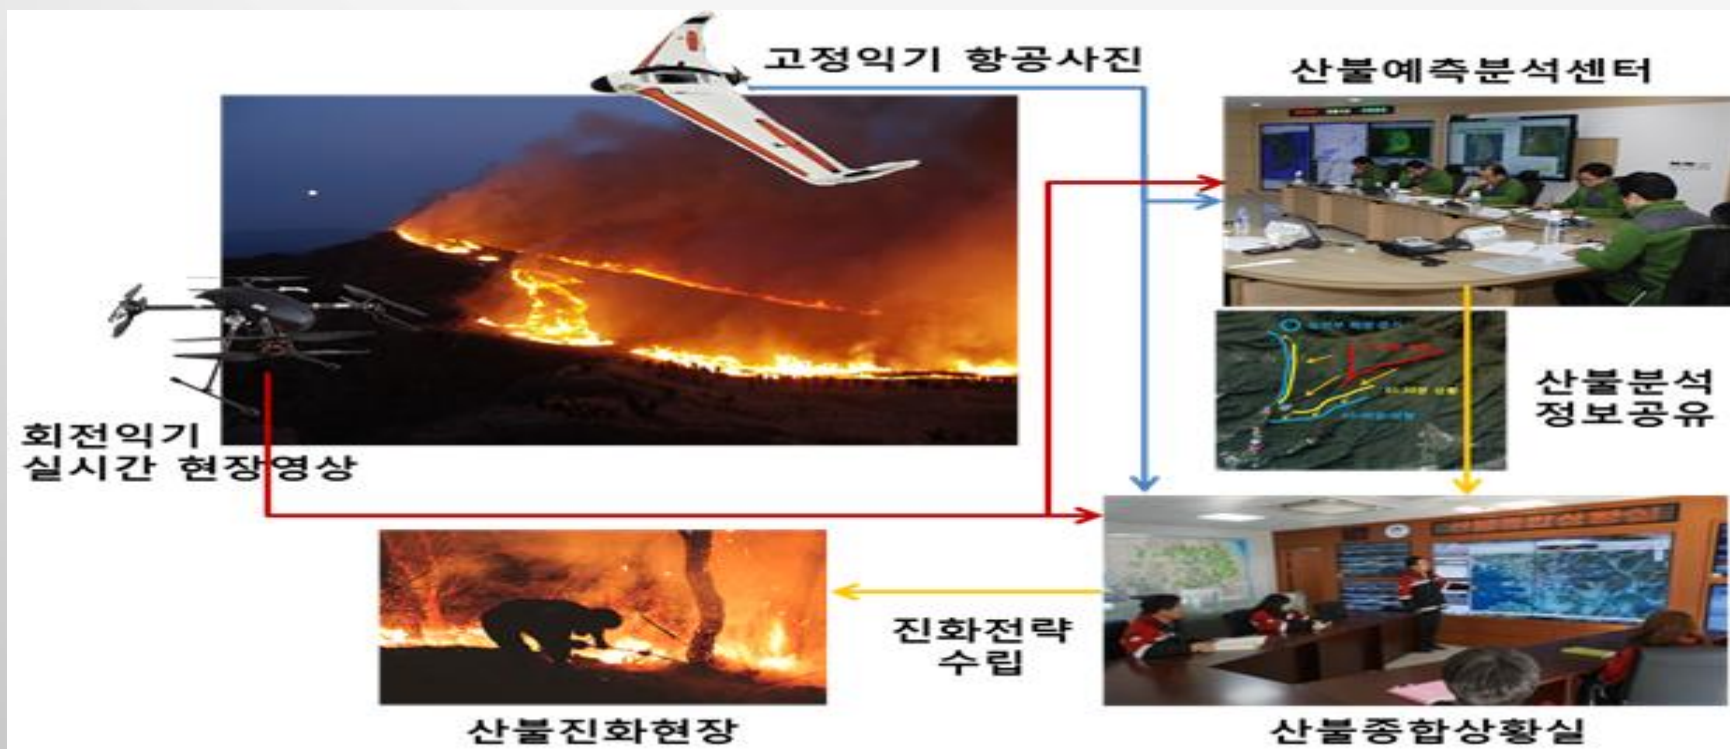 고정익기 항공사진
산불예측분석센터
회전익기
실시간 현장영상
산불분석
정보공유
진화전략
수립
산불진화현장
산불종합상황실